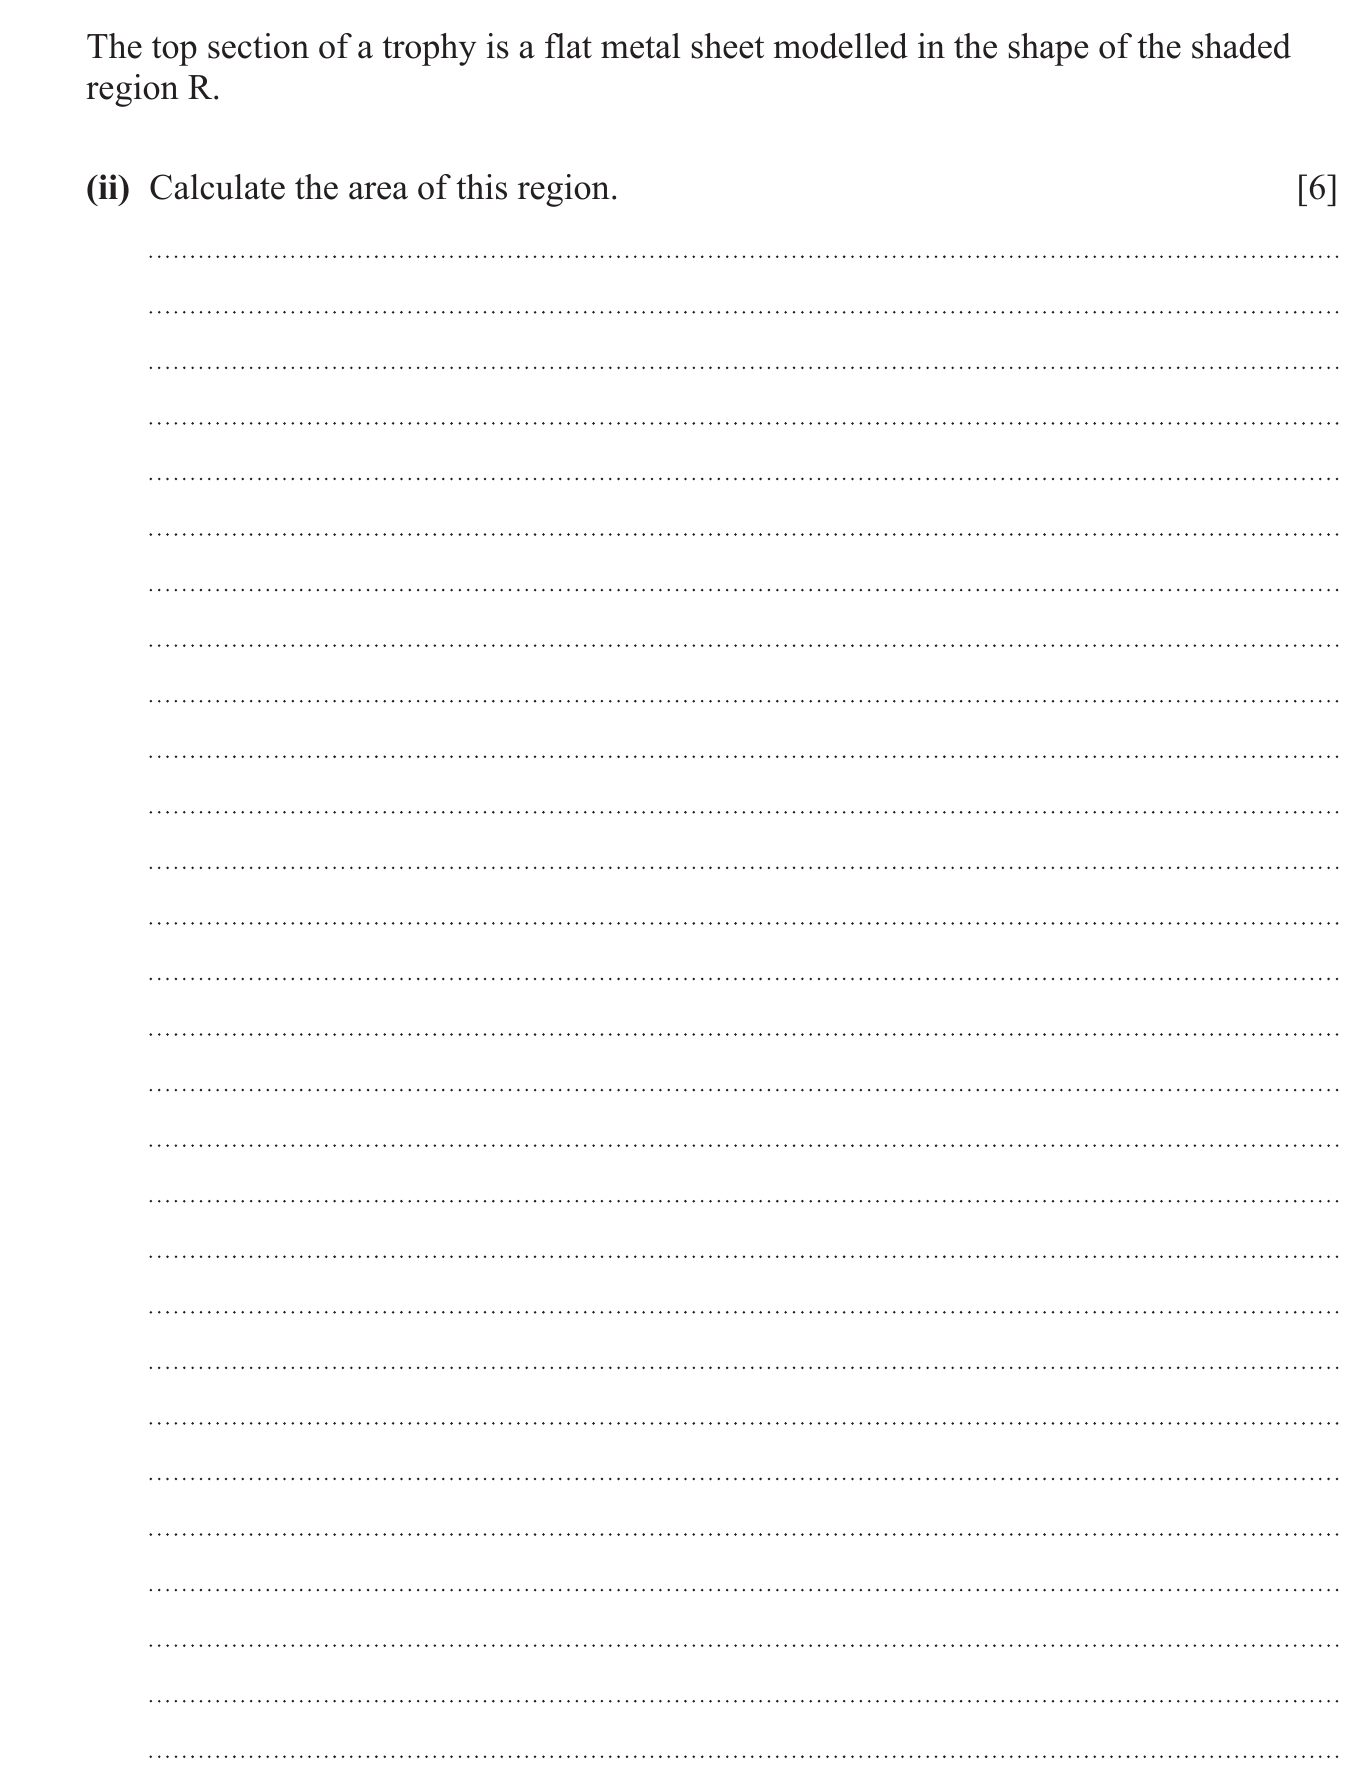 The top section of a trophy is a flat metal sheet modelled in the shape of the shaded
region R.
(ii) Calculate the area of this region. [6]